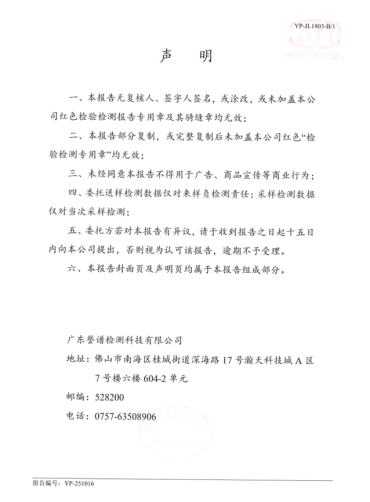 YP-JL1803-B/1
声 明
一、本报告无复核人、签字人签名，或涂改，或未加盖本公
司红色检验检测报告专用章及其骑缝章均无效；
二、本报告部分复制，或完整复制后未加盖本公司红色“检
验检测专用章”均无效；
三、未经同意本报告不得用于广告、商品宣传等商业行为；
四、委托送样检测数据仅对来样负检测责任；采样检测数据
仅对当次采样检测；
五、委托方若对本报告有异议，请于收到报告之日起十五日
内向本公司提出，否则视为认可该报告，逾期不予受理。
六、本报告封面页及声明页均属于本报告组成部分。
广东誉谱检测科技有限公司
地址：佛山市南海区桂城街道深海路 17 号瀚天科技城 A 区
7 号楼六楼 604-2 单元
邮编：528200
电话：0757-63508906
报告编号：YP-251016